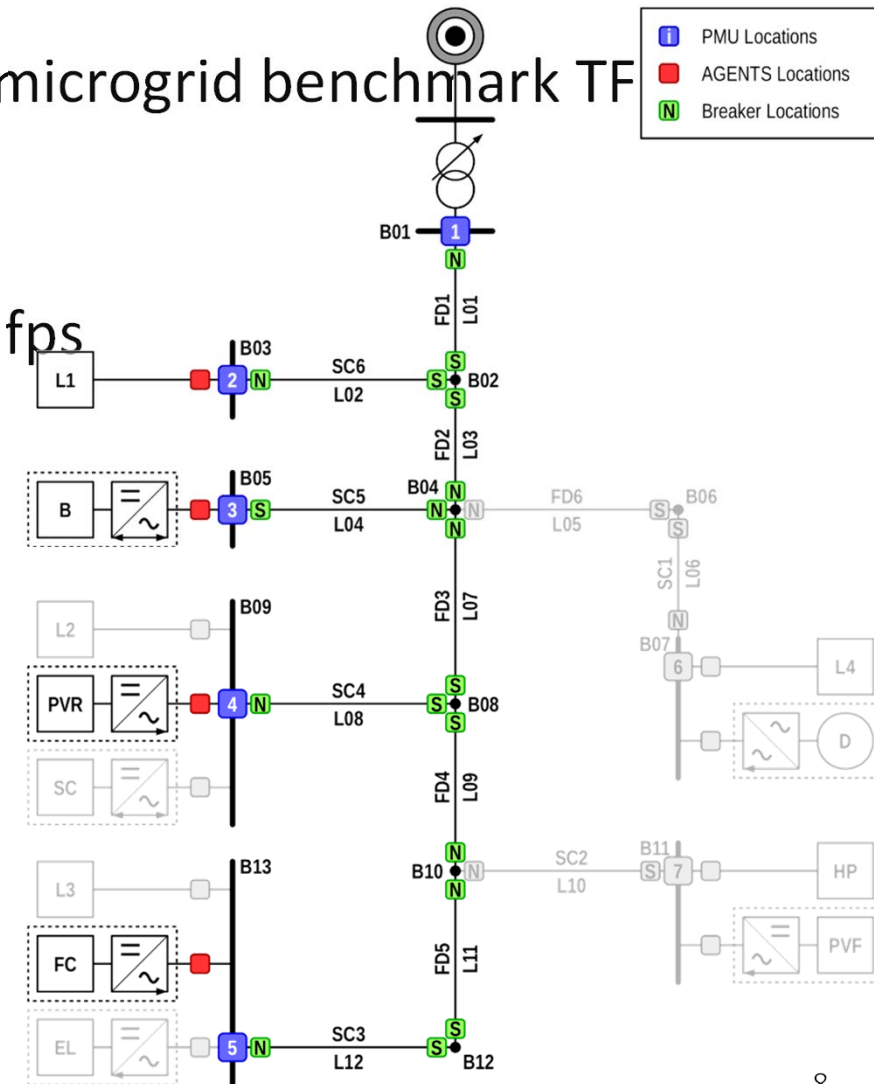 microgrid benchmark TF
i PMU Locations
AGENTS Locations
N Breaker Locations
B01 1
N
FD1 L01
fps
B03
L1 2 N SC6 L02 S S B02
S
FD2 L03
B05
B 3 S SC5 L04 B04 N N N N FD6 L05 S B06
S
SC1 L06
N
B07
6 L4
D
FD3 L07
B09
L2
PVR 4 N SC4 L08 S S B08
S
SC
FD4 L09
B13
L3
B10 N N SC2 L10 S B11 7 HP
N
PVF
FC
FD5 L11
EL 5 N SC3 L12 S S B12